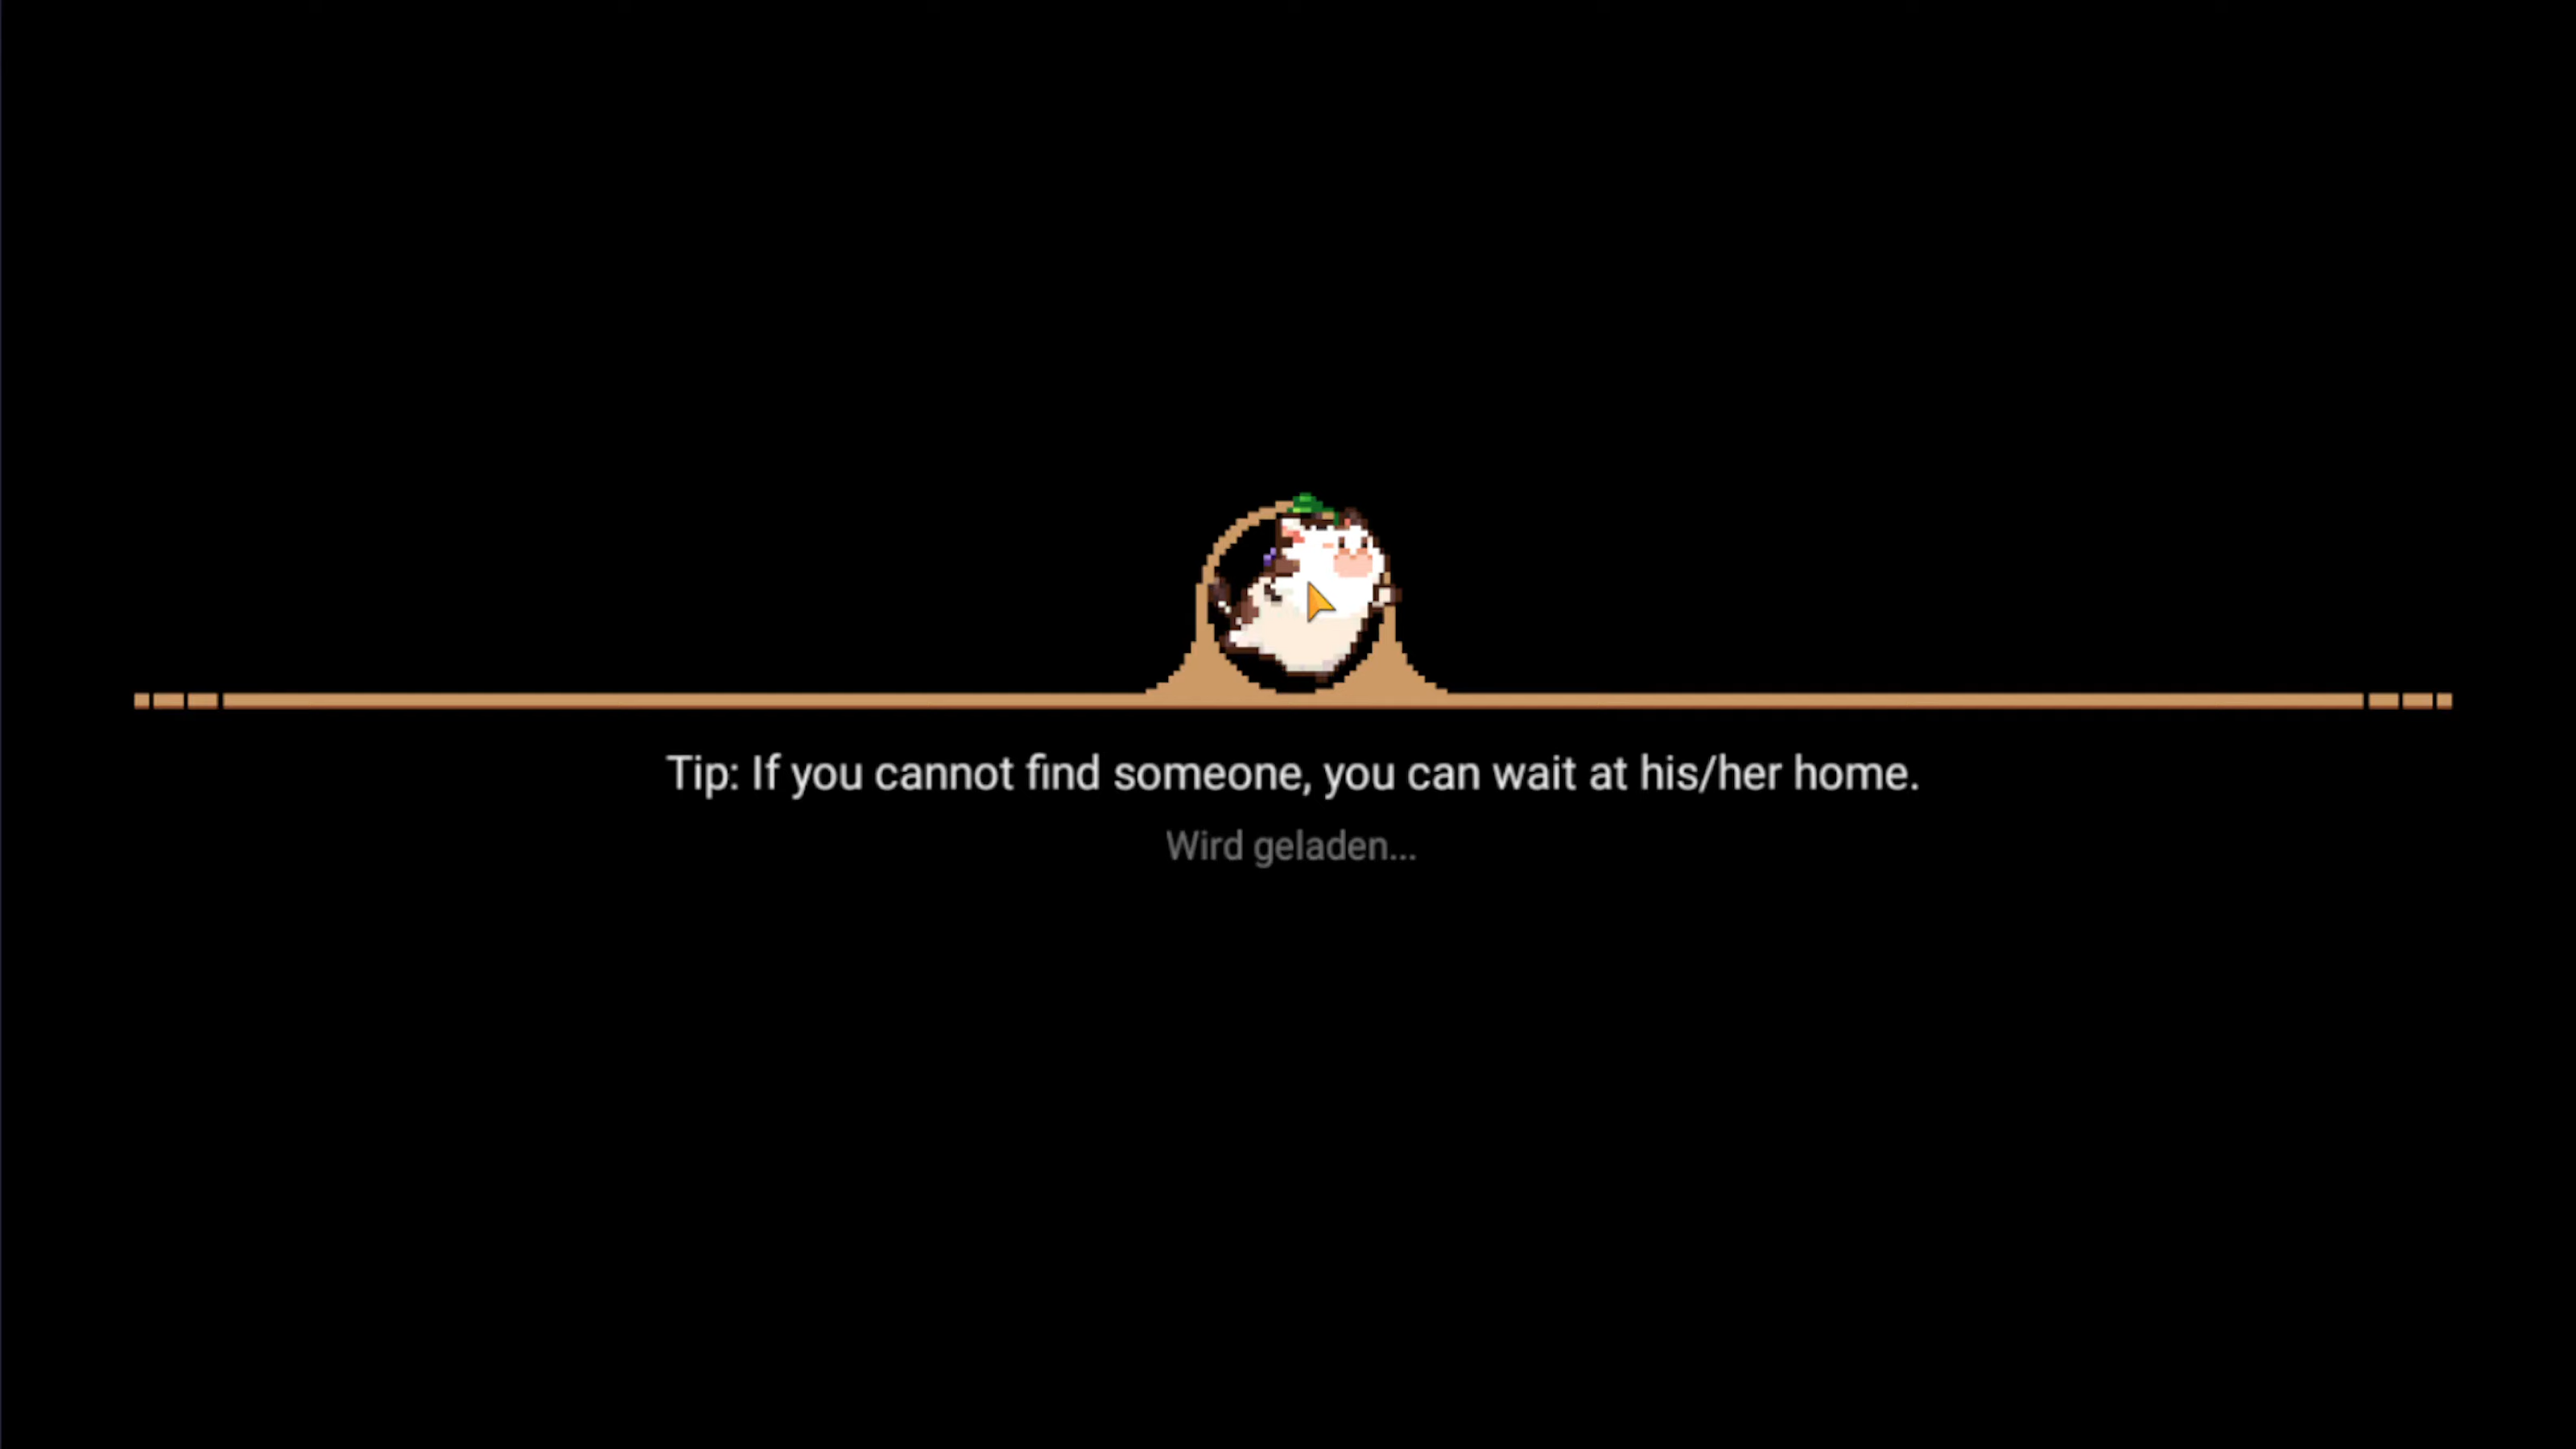 Tip: If you cannot find someone, you can wait at his/her home.
Wird geladen...